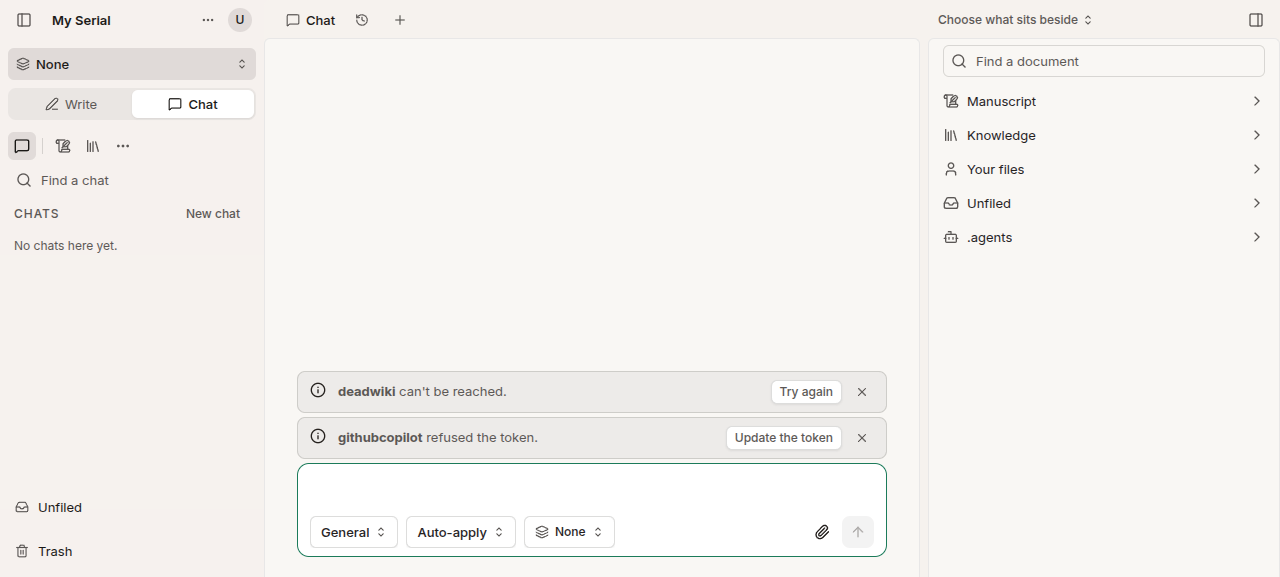 My Serial
U
None
Write
Chat
Find a chat
CHATS
New chat
No chats here yet.
Unfiled
Trash
Chat
deadwiki can't be reached.
Try again
githubcopilot refused the token.
Update the token
General
Auto-apply
None
Choose what sits beside
Find a document
Manuscript
Knowledge
Your files
Unfiled
.agents